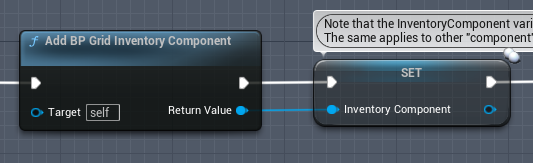 Note that the InventoryComponent vari
The same applies to other "component"
f Add BP Grid Inventory Component
SET
Target self
Return Value
Inventory Component